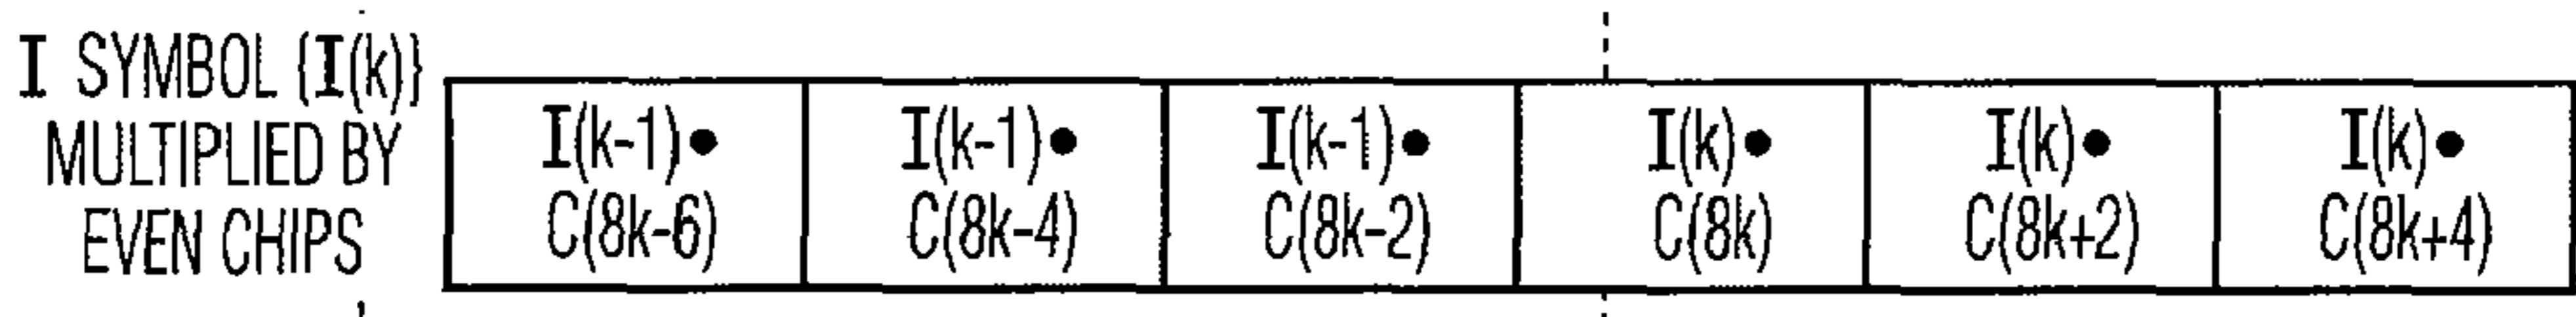 I SYMBOL {I(k)}
MULTIPLIED BY
EVEN CHIPS
I(k-1)• I(k-1)• I(k-1)• I(k)• I(k)• I(k)•
C(8k-6) C(8k-4) C(8k-2) C(8k) C(8k+2) C(8k+4)